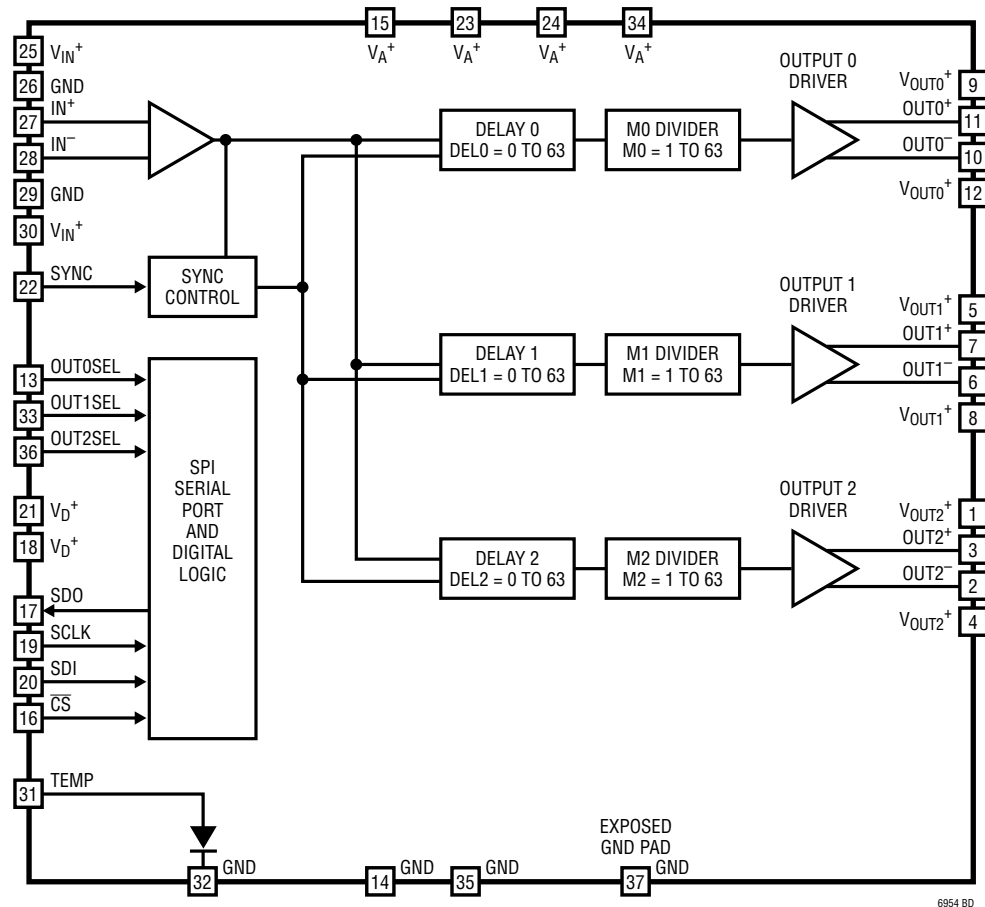 15
23
24
34
V_A⁺
V_A⁺
V_A⁺
V_A⁺
25
V_IN⁺
26
GND
27
IN⁺
28
IN⁻
29
GND
30
V_IN⁺
22
SYNC
SYNC
CONTROL
13
OUT0SEL
33
OUT1SEL
36
OUT2SEL
21
V_D⁺
18
V_D⁺
17
SDO
19
SCLK
20
SDI
16
C̅S̅
SPI
SERIAL
PORT
AND
DIGITAL
LOGIC
31
TEMP
DELAY 0
DEL0 = 0 TO 63
M0 DIVIDER
M0 = 1 TO 63
OUTPUT 0
DRIVER
V_OUT0⁺
9
OUT0⁺
11
OUT0⁻
10
V_OUT0⁺
12
DELAY 1
DEL1 = 0 TO 63
M1 DIVIDER
M1 = 1 TO 63
OUTPUT 1
DRIVER
V_OUT1⁺
5
OUT1⁺
7
OUT1⁻
6
V_OUT1⁺
8
DELAY 2
DEL2 = 0 TO 63
M2 DIVIDER
M2 = 1 TO 63
OUTPUT 2
DRIVER
V_OUT2⁺
1
OUT2⁺
3
OUT2⁻
2
V_OUT2⁺
4
32
GND
14
GND
35
GND
EXPOSED
GND PAD
37
GND
6954 BD